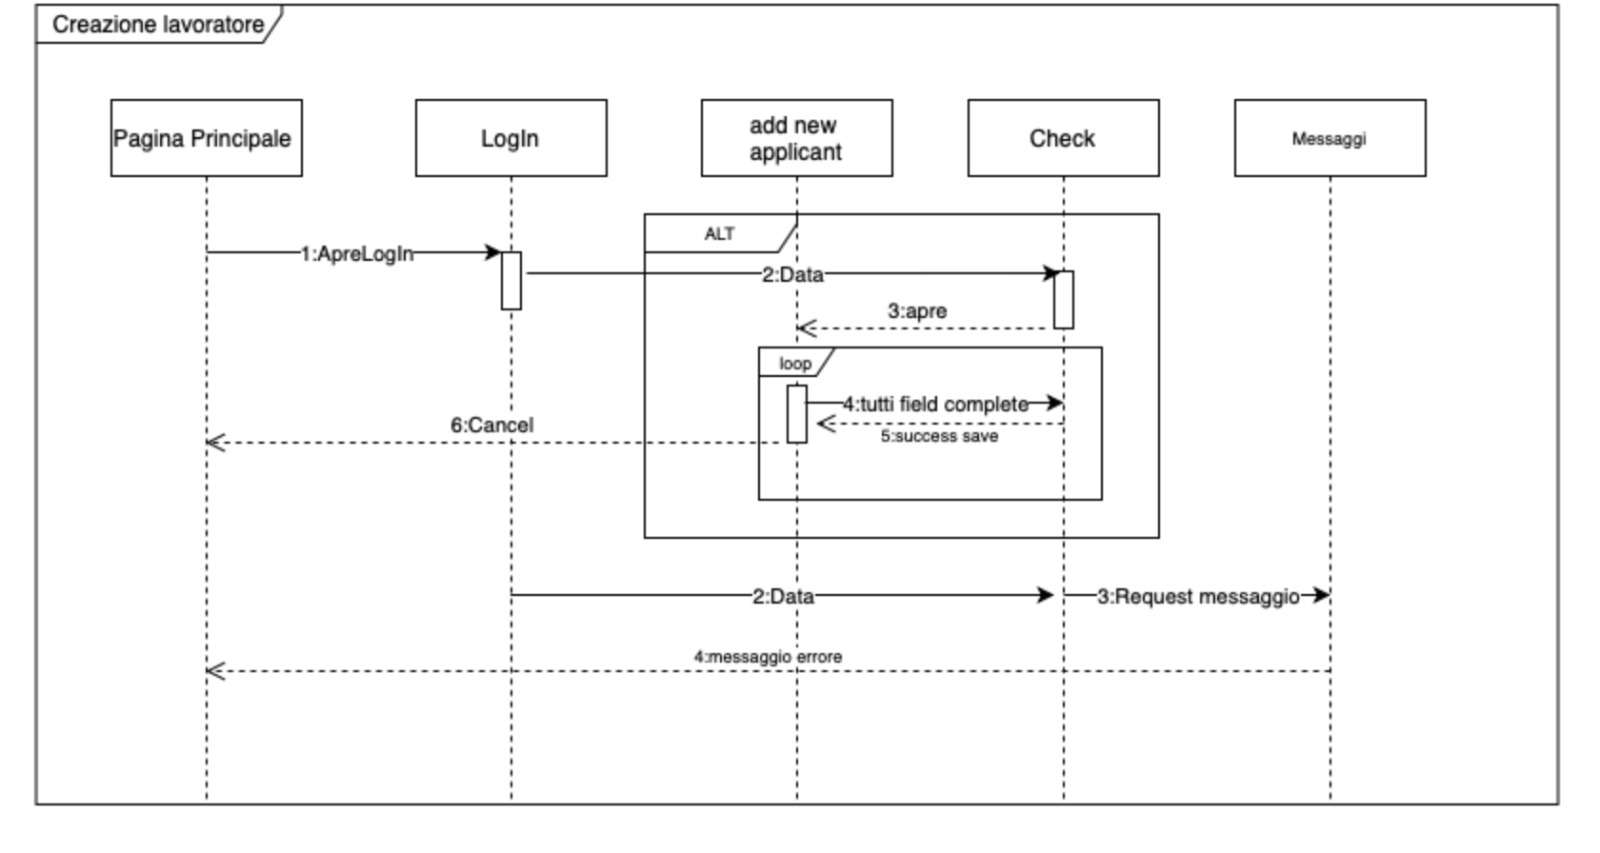 Creazione lavoratore
Pagina Principale
LogIn
add new
applicant
Check
Messaggi
ALT
1:ApreLogIn
2:Data
3:apre
loop
4:tutti field complete
6:Cancel
5:success save
2:Data
3:Request messaggio
4:messaggio errore